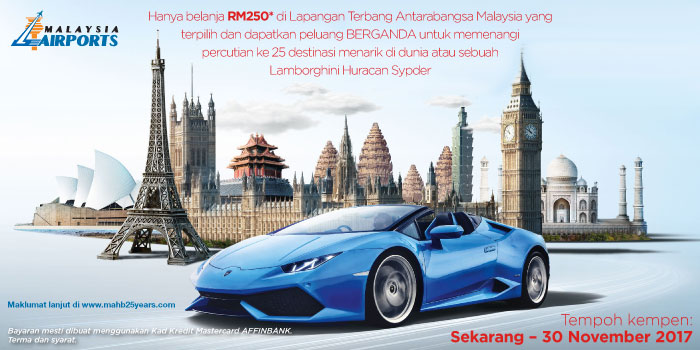 MALAYSIA
AIRPORTS
Hanya belanja RM250* di Lapangan Terbang Antarabangsa Malaysia yang
terpilih dan dapatkan peluang BERGANDA untuk memenangi
percutian ke 25 destinasi menarik di dunia atau sebuah
Lamborghini Huracan Sypder
Maklumat lanjut di www.mahb25years.com
Bayaran mesti dibuat menggunakan Kad Kredit Mastercard AFFINBANK.
Terma dan syarat.
Tempoh kempen:
Sekarang – 30 November 2017